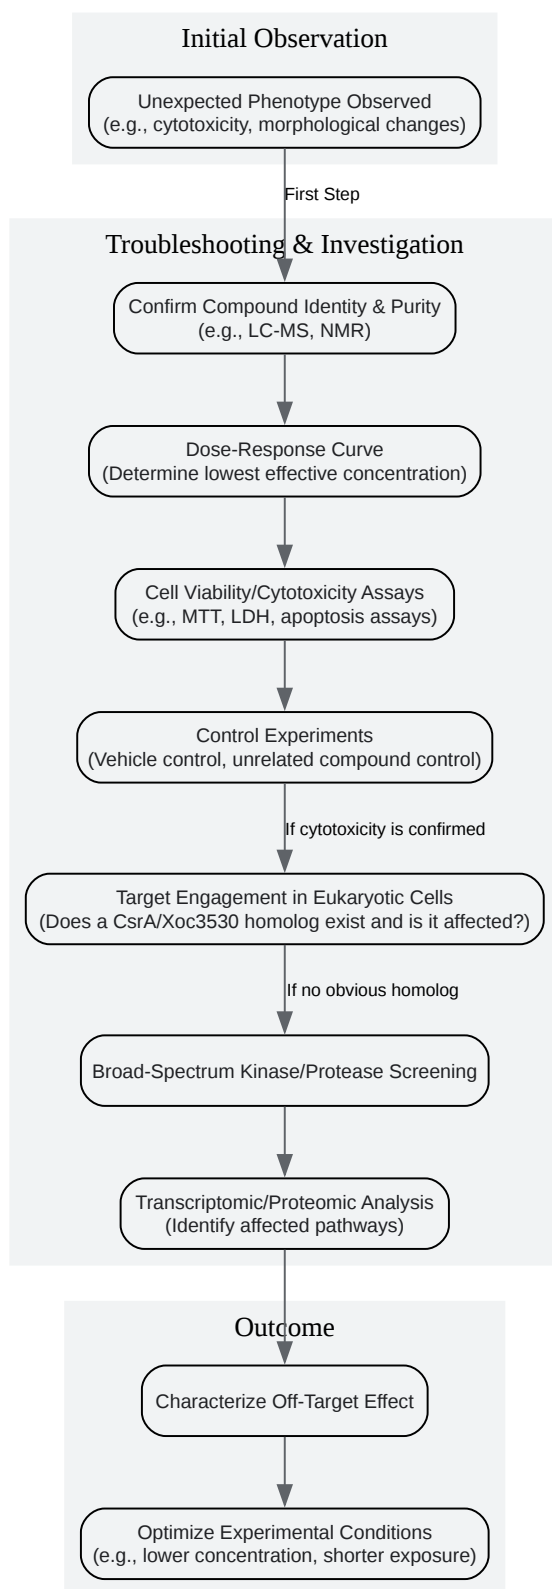 Initial Observation
Unexpected Phenotype Observed
(e.g., cytotoxicity, morphological changes)
First Step
Troubleshooting & Investigation
Confirm Compound Identity & Purity
(e.g., LC-MS, NMR)
Dose-Response Curve
(Determine lowest effective concentration)
Cell Viability/Cytotoxicity Assays
(e.g., MTT, LDH, apoptosis assays)
Control Experiments
(Vehicle control, unrelated compound control)
If cytotoxicity is confirmed
Target Engagement in Eukaryotic Cells
(Does a CsrA/Xoc3530 homolog exist and is it affected?)
If no obvious homolog
Broad-Spectrum Kinase/Protease Screening
Transcriptomic/Proteomic Analysis
(Identify affected pathways)
Outcome
Characterize Off-Target Effect
Optimize Experimental Conditions
(e.g., lower concentration, shorter exposure)